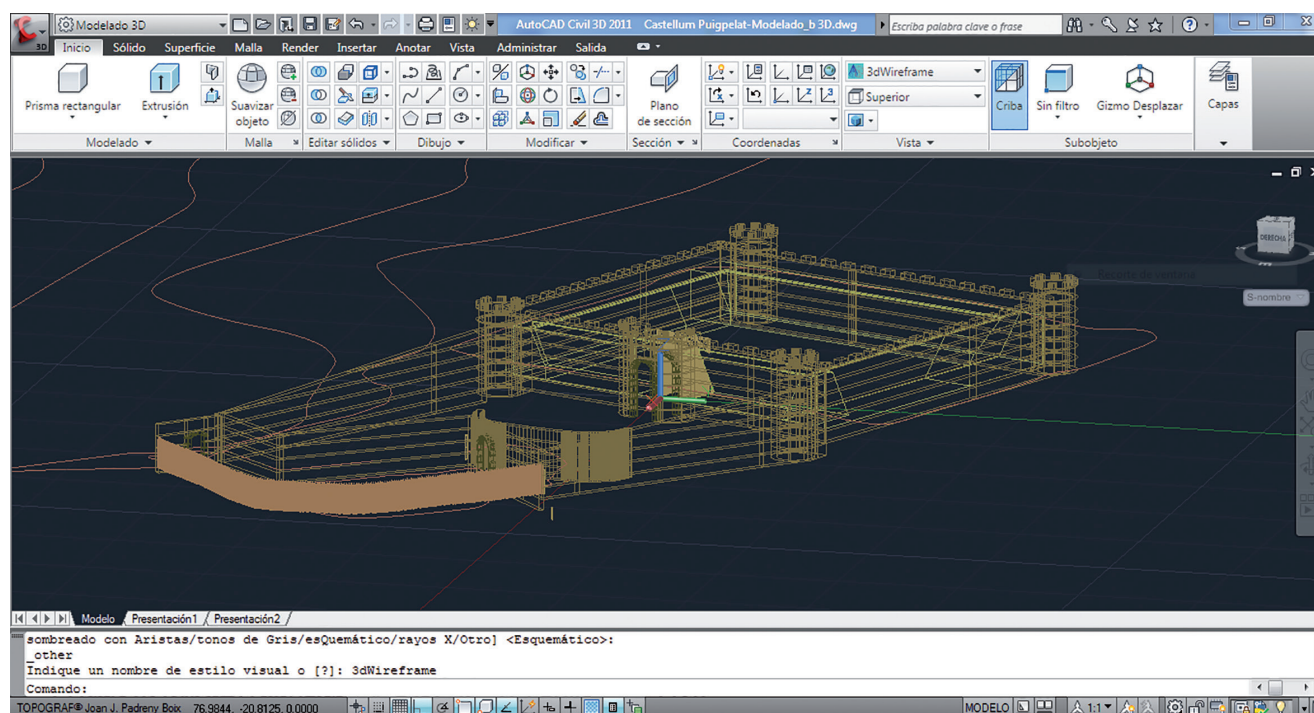 Modelado 3D
AutoCAD Civil 3D 2011 Castellum Puigpelat-Modelado_b 3D.dwg
Escriba palabra clave o frase
3D
Inicio Sólido Superficie Malla Render Insertar Anotar Vista Administrar Salida
Prisma rectangular
Extrusión
Suavizar
objeto
Plano
de sección
3dWireframe
Superior
Criba
Sin filtro
Gizmo Desplazar
Capas
Modelado
Malla
Editar sólidos
Dibujo
Modificar
Sección
Coordenadas
Vista
Subobjeto
DERECHA
Recorte de ventana
S-nombre
Modelo Presentación1 Presentación2
sombreado con Aristas/tonos de Gris/esQuemático/rayos X/Otro] <Esquemático>:
_other
Indique un nombre de estilo visual o [?]: 3dWireframe
Comando:
TOPOGRAF® Joan J. Padreny Boix 76.9844, -20.8125, 0.0000
MODELO
1:1